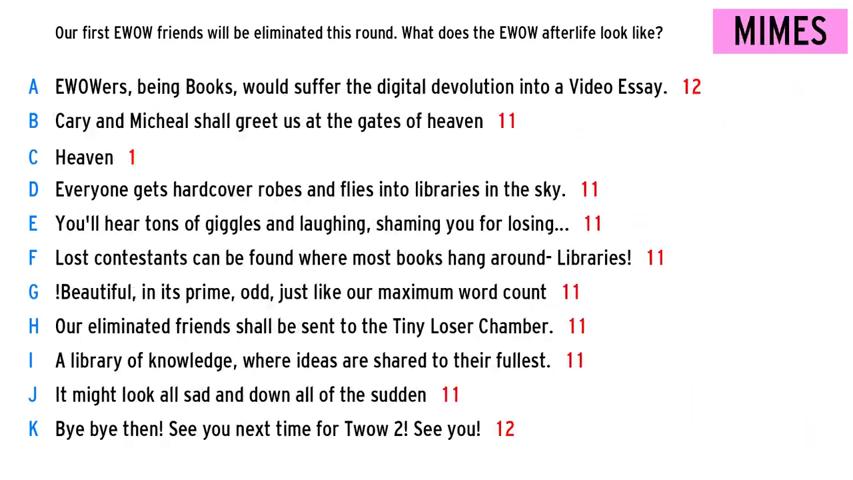 Our first EWOW friends will be eliminated this round. What does the EWOW afterlife look like?
MIMES
A EWOWers, being Books, would suffer the digital devolution into a Video Essay. 12
B Cary and Micheal shall greet us at the gates of heaven 11
C Heaven 1
D Everyone gets hardcover robes and flies into libraries in the sky. 11
E You'll hear tons of giggles and laughing, shaming you for losing... 11
F Lost contestants can be found where most books hang around- Libraries! 11
G !Beautiful, in its prime, odd, just like our maximum word count 11
H Our eliminated friends shall be sent to the Tiny Loser Chamber. 11
I A library of knowledge, where ideas are shared to their fullest. 11
J It might look all sad and down all of the sudden 11
K Bye bye then! See you next time for Twow 2! See you! 12